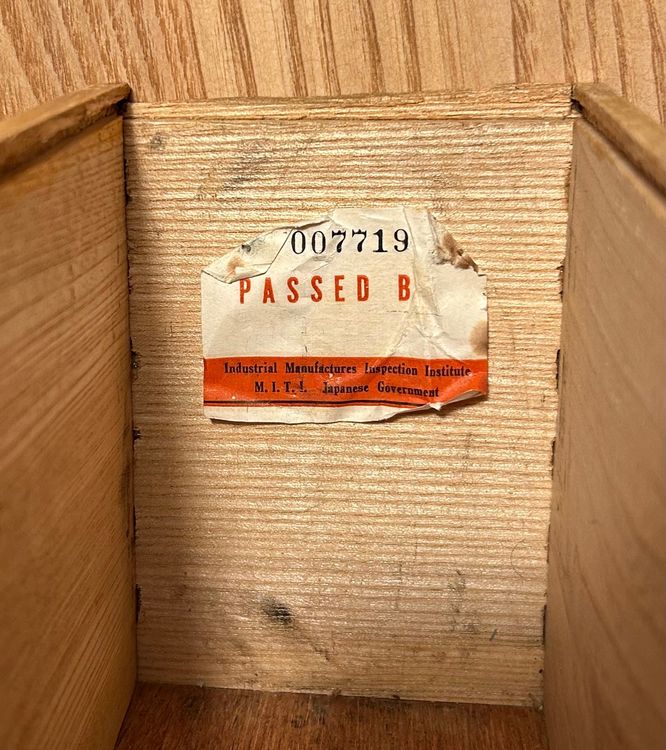 007719
PASSED B
Industrial Manufactures Inspection Institute
M. I. T. I. Japanese Government